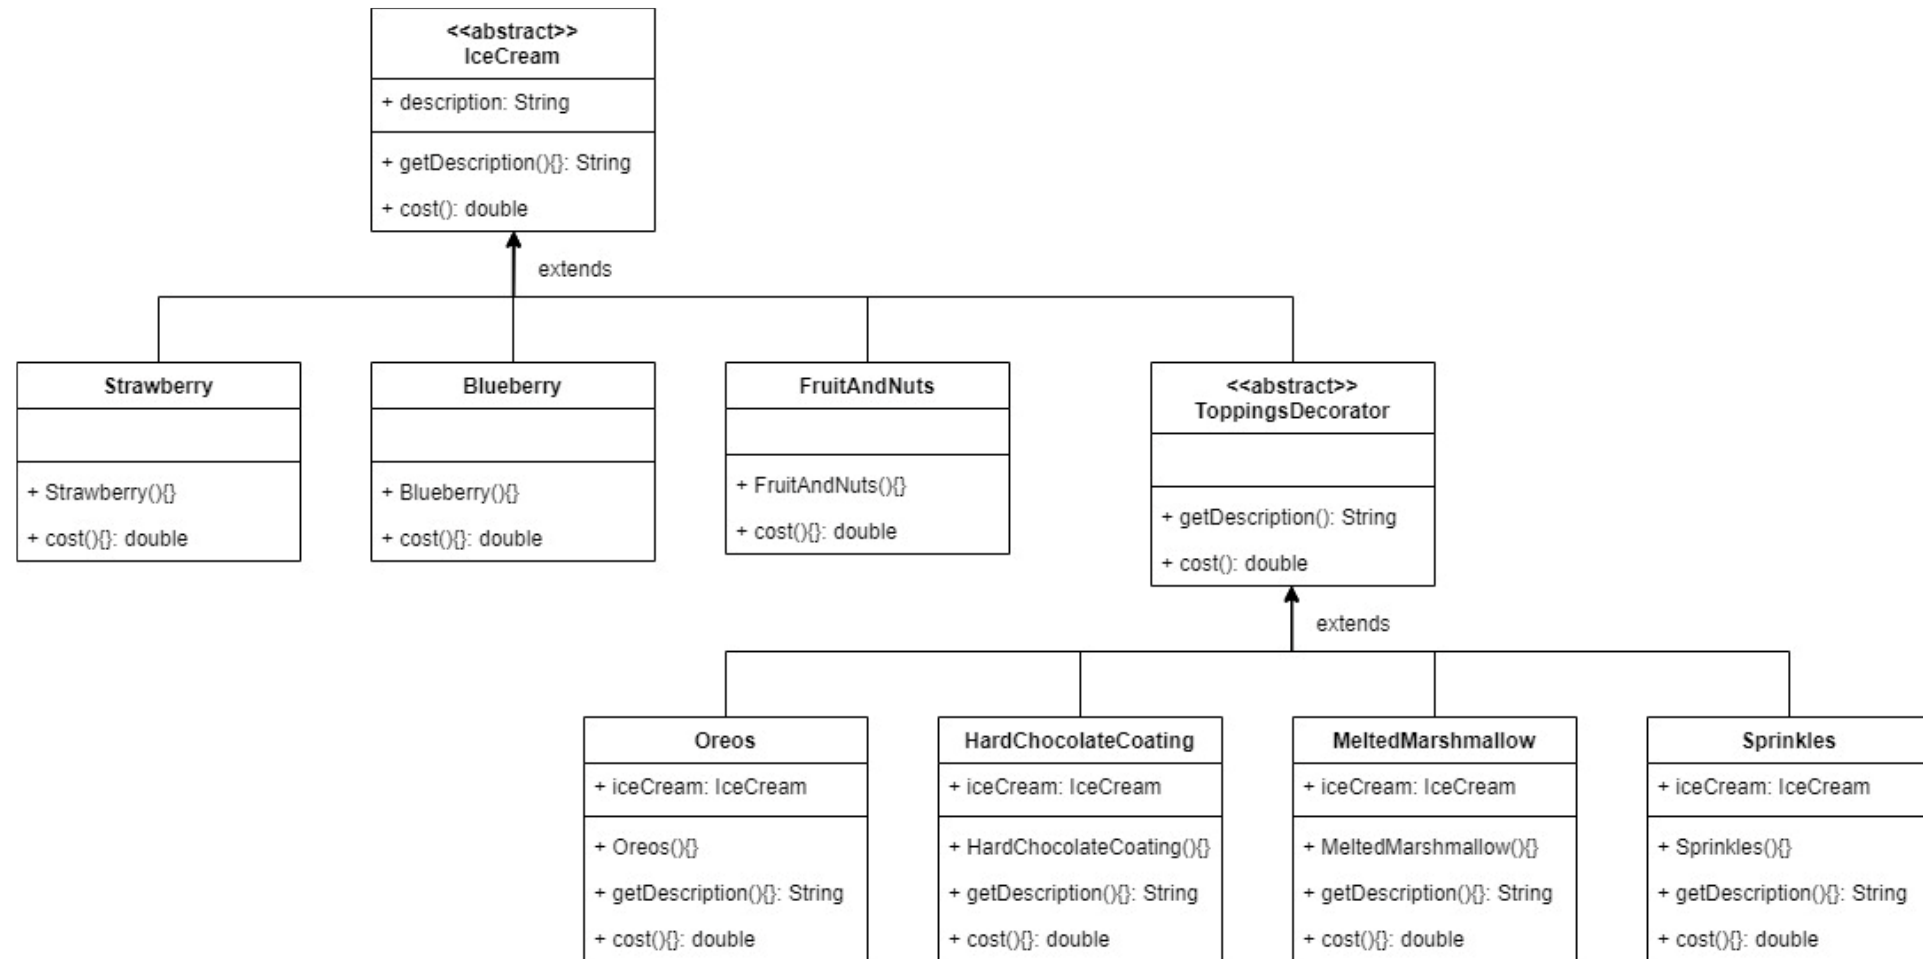 <<abstract>>
IceCream
+ description: String
+ getDescription(){}: String
+ cost(): double
extends
Strawberry
+ Strawberry(){}
+ cost(){}: double
Blueberry
+ Blueberry(){}
+ cost(){}: double
FruitAndNuts
+ FruitAndNuts(){}
+ cost(){}: double
<<abstract>>
ToppingsDecorator
+ getDescription(): String
+ cost(): double
extends
Oreos
+ iceCream: IceCream
+ Oreos(){}
+ getDescription(){}: String
+ cost(){}: double
HardChocolateCoating
+ iceCream: IceCream
+ HardChocolateCoating(){}
+ getDescription(){}: String
+ cost(){}: double
MeltedMarshmallow
+ iceCream: IceCream
+ MeltedMarshmallow(){}
+ getDescription(){}: String
+ cost(){}: double
Sprinkles
+ iceCream: IceCream
+ Sprinkles(){}
+ getDescription(){}: String
+ cost(){}: double